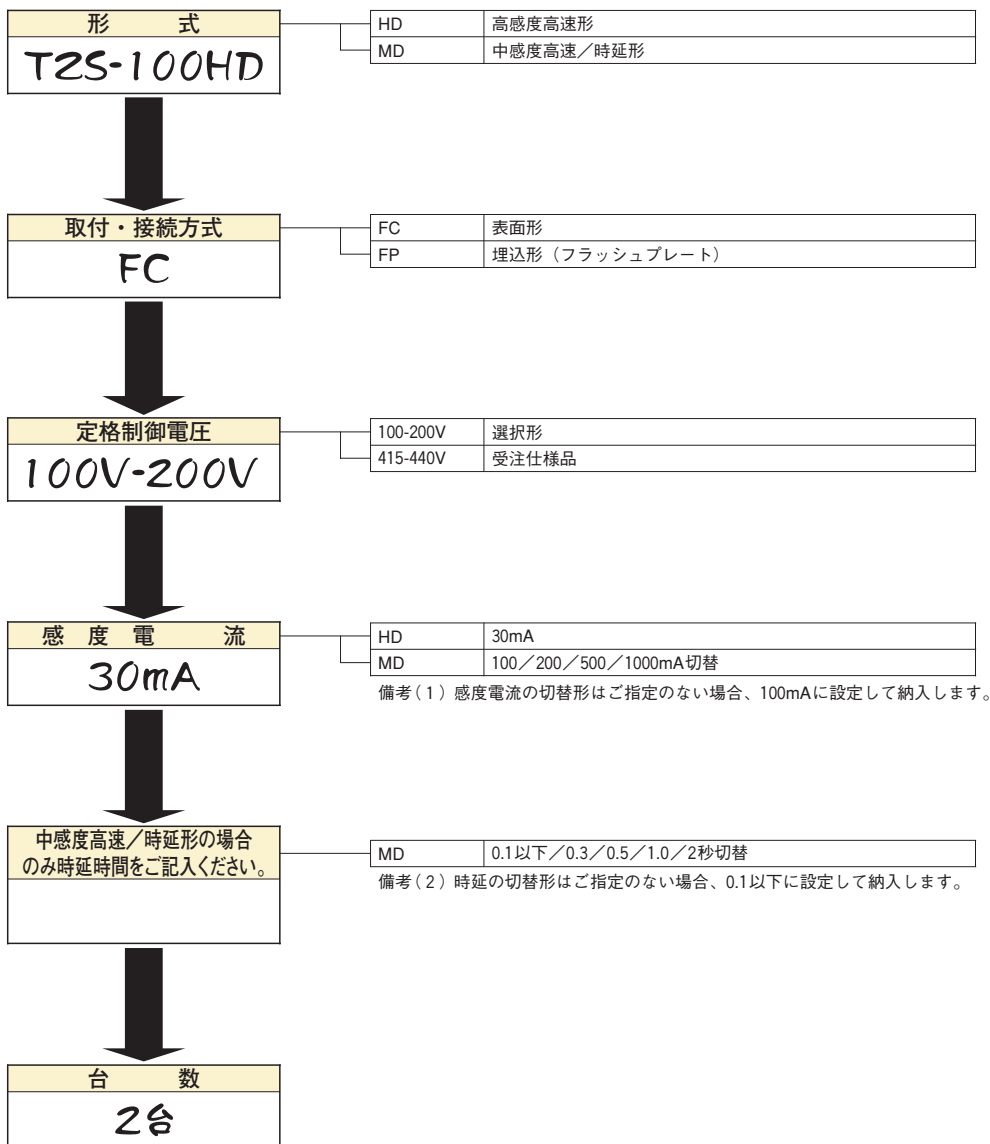 形 式
T2S-100HD
HD 高感度高速形
MD 中感度高速／時延形
取付・接続方式
FC
FC 表面形
FP 埋込形（フラッシュプレート）
定格制御電圧
100V-200V
100-200V 選択形
415-440V 受注仕様品
感 度 電 流
30mA
HD 30mA
MD 100／200／500／1000mA切替
備考（1）感度電流の切替形はご指定のない場合、100mAに設定して納入します。
中感度高速／時延形の場合
のみ時延時間をご記入ください。
MD 0.1以下／0.3／0.5／1.0／2秒切替
備考（2）時延の切替形はご指定のない場合、0.1以下に設定して納入します。
台 数
2台